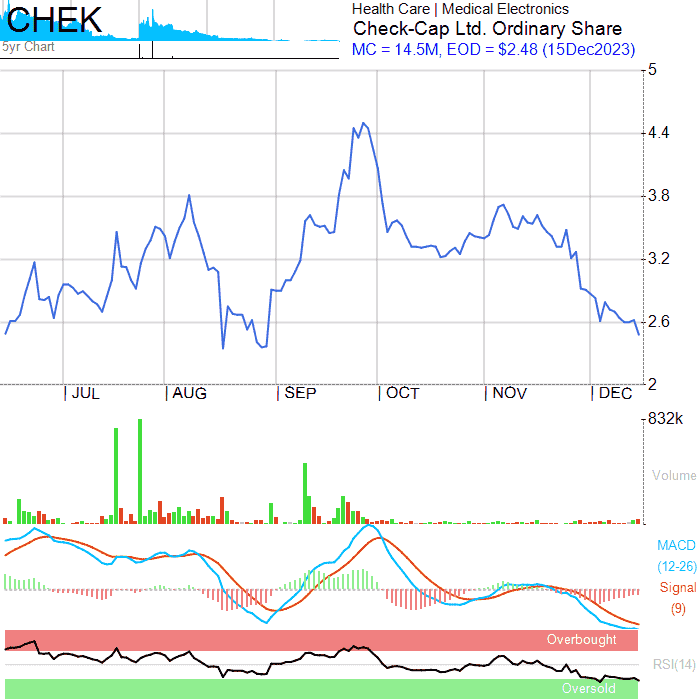 CHEK
5yr Chart
Health Care | Medical Electronics
Check-Cap Ltd. Ordinary Share
MC = 14.5M, EOD = $2.48 (15Dec2023)
5
4.4
3.8
3.2
2.6
2
| JUL | AUG | SEP | OCT | NOV | DEC
832k
Volume
MACD
(12-26)
Signal
(9)
Overbought
RSI(14)
Oversold